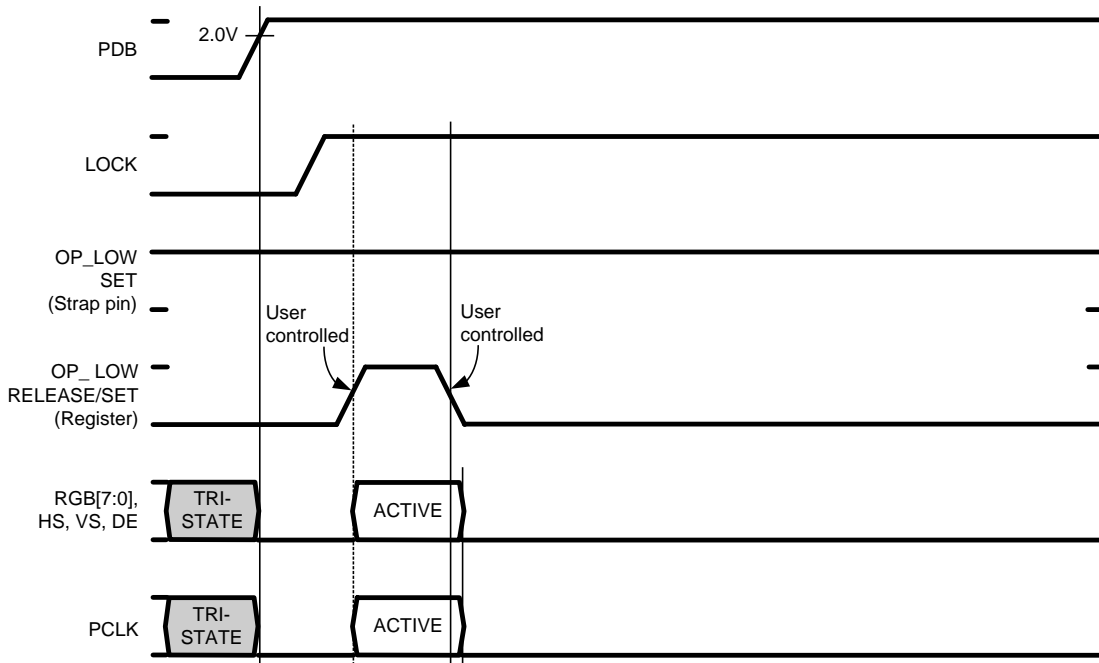 2.0V
PDB
LOCK
OP_LOW
SET
(Strap pin)
User
controlled
User
controlled
OP_ LOW
RELEASE/SET
(Register)
RGB[7:0],
HS, VS, DE
TRI-
STATE
ACTIVE
PCLK
TRI-
STATE
ACTIVE